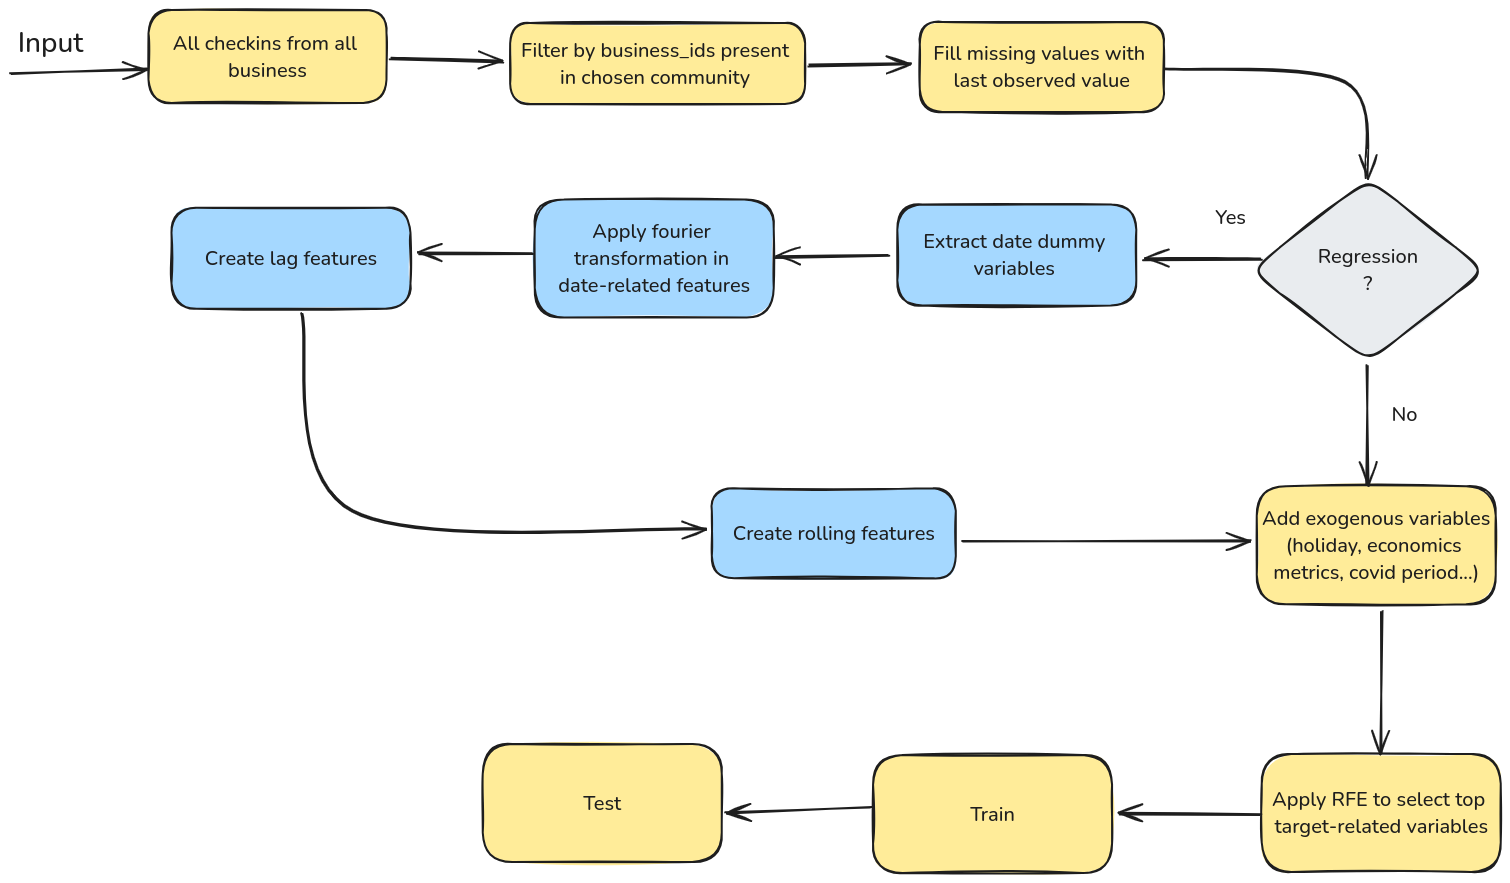 Input
All checkins from all
business
Filter by business_ids present
in chosen community
Fill missing values with
last observed value
Regression
?
Yes
Extract date dummy
variables
Apply fourier
transformation in
date-related features
Create lag features
No
Create rolling features
Add exogenous variables
(holiday, economics
metrics, covid period...)
Apply RFE to select top
target-related variables
Train
Test